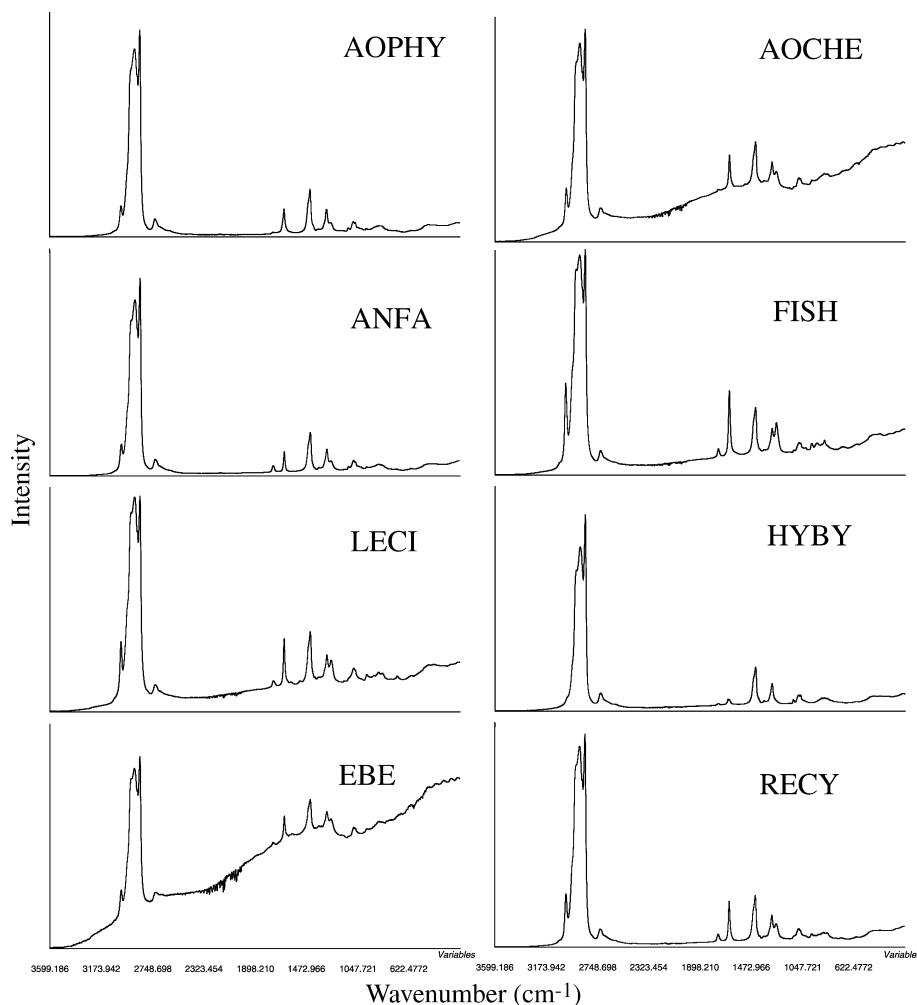 AOPHY
AOCHE
ANFA
FISH
LECI
HYBY
EBE
RECY
Intensity
Variables
Variables
3599.186 3173.942 2748.698 2323.454 1898.210 1472.966 1047.721 622.4772
3599.186 3173.942 2748.698 2323.454 1898.210 1472.966 1047.721 622.4772
Wavenumber (cm-1)